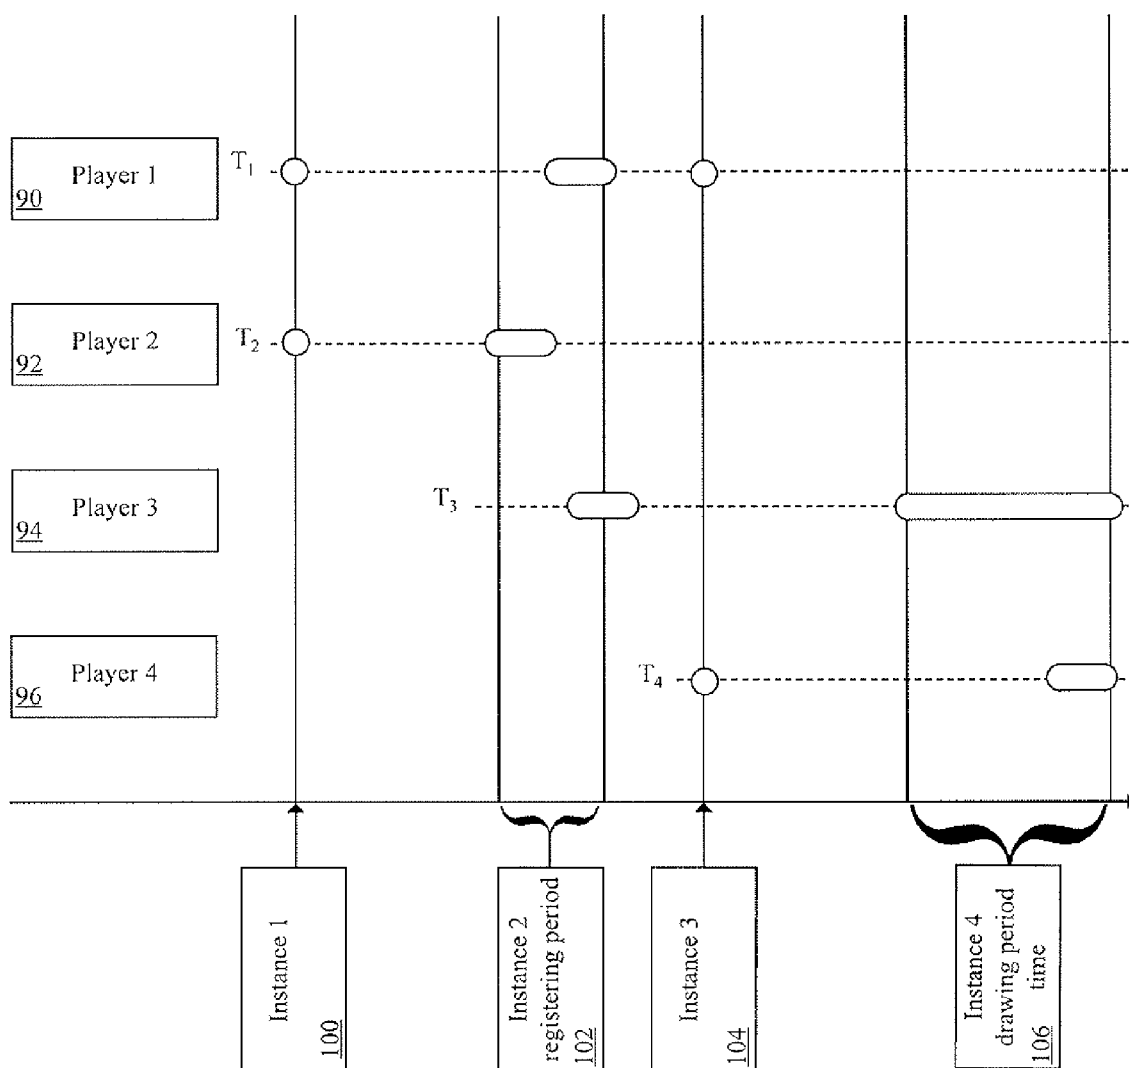 Player 1
90
T1
Player 2
92
T2
Player 3
94
T3
Player 4
96
T4
Instance 1
100
Instance 2
registering period
102
Instance 3
104
Instance 4
drawing period
time
106